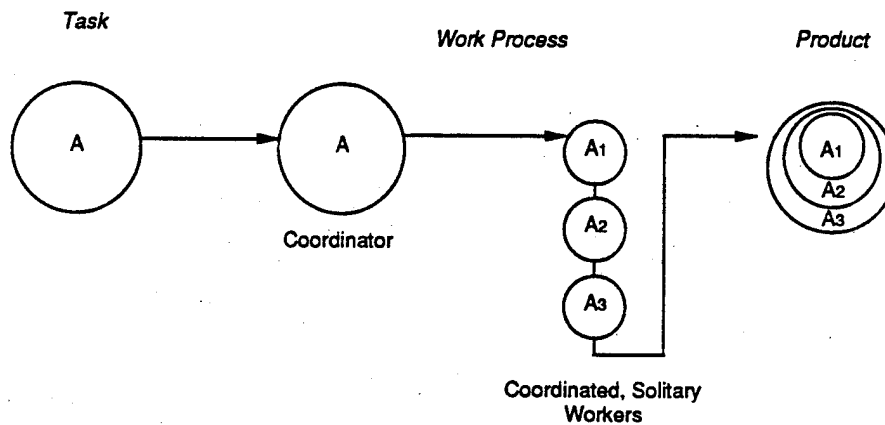 Task
Work Process
Product
A
A
A1
A2
A3
A1
A2
A3
Coordinator
Coordinated, Solitary
Workers